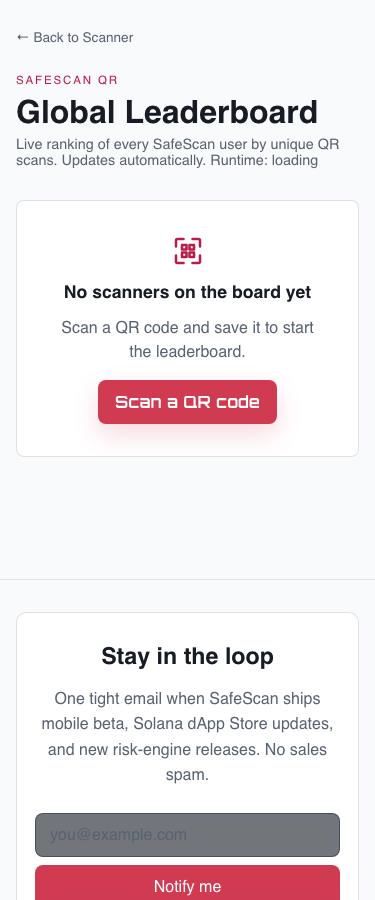 ← Back to Scanner
SAFESCAN QR
Global Leaderboard
Live ranking of every SafeScan user by unique QR
scans. Updates automatically. Runtime: loading
No scanners on the board yet
Scan a QR code and save it to start
the leaderboard.
Scan a QR code
Stay in the loop
One tight email when SafeScan ships
mobile beta, Solana dApp Store updates,
and new risk-engine releases. No sales
spam.
you@example.com
Notify me